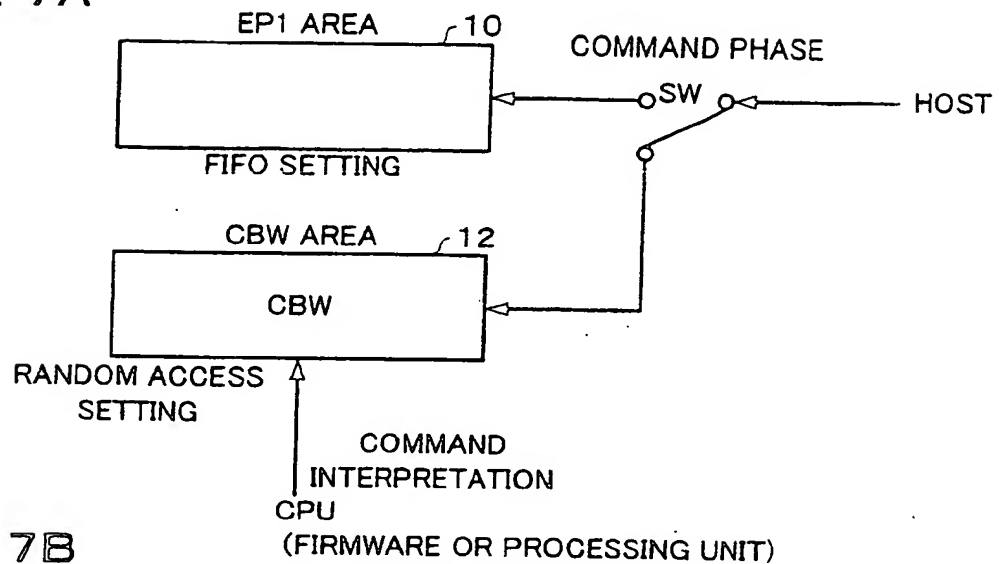 7A
EP1 AREA
10
COMMAND PHASE
SW
HOST
FIFO SETTING
CBW AREA
12
CBW
RANDOM ACCESS
SETTING
COMMAND
INTERPRETATION
CPU
(FIRMWARE OR PROCESSING UNIT)
7B